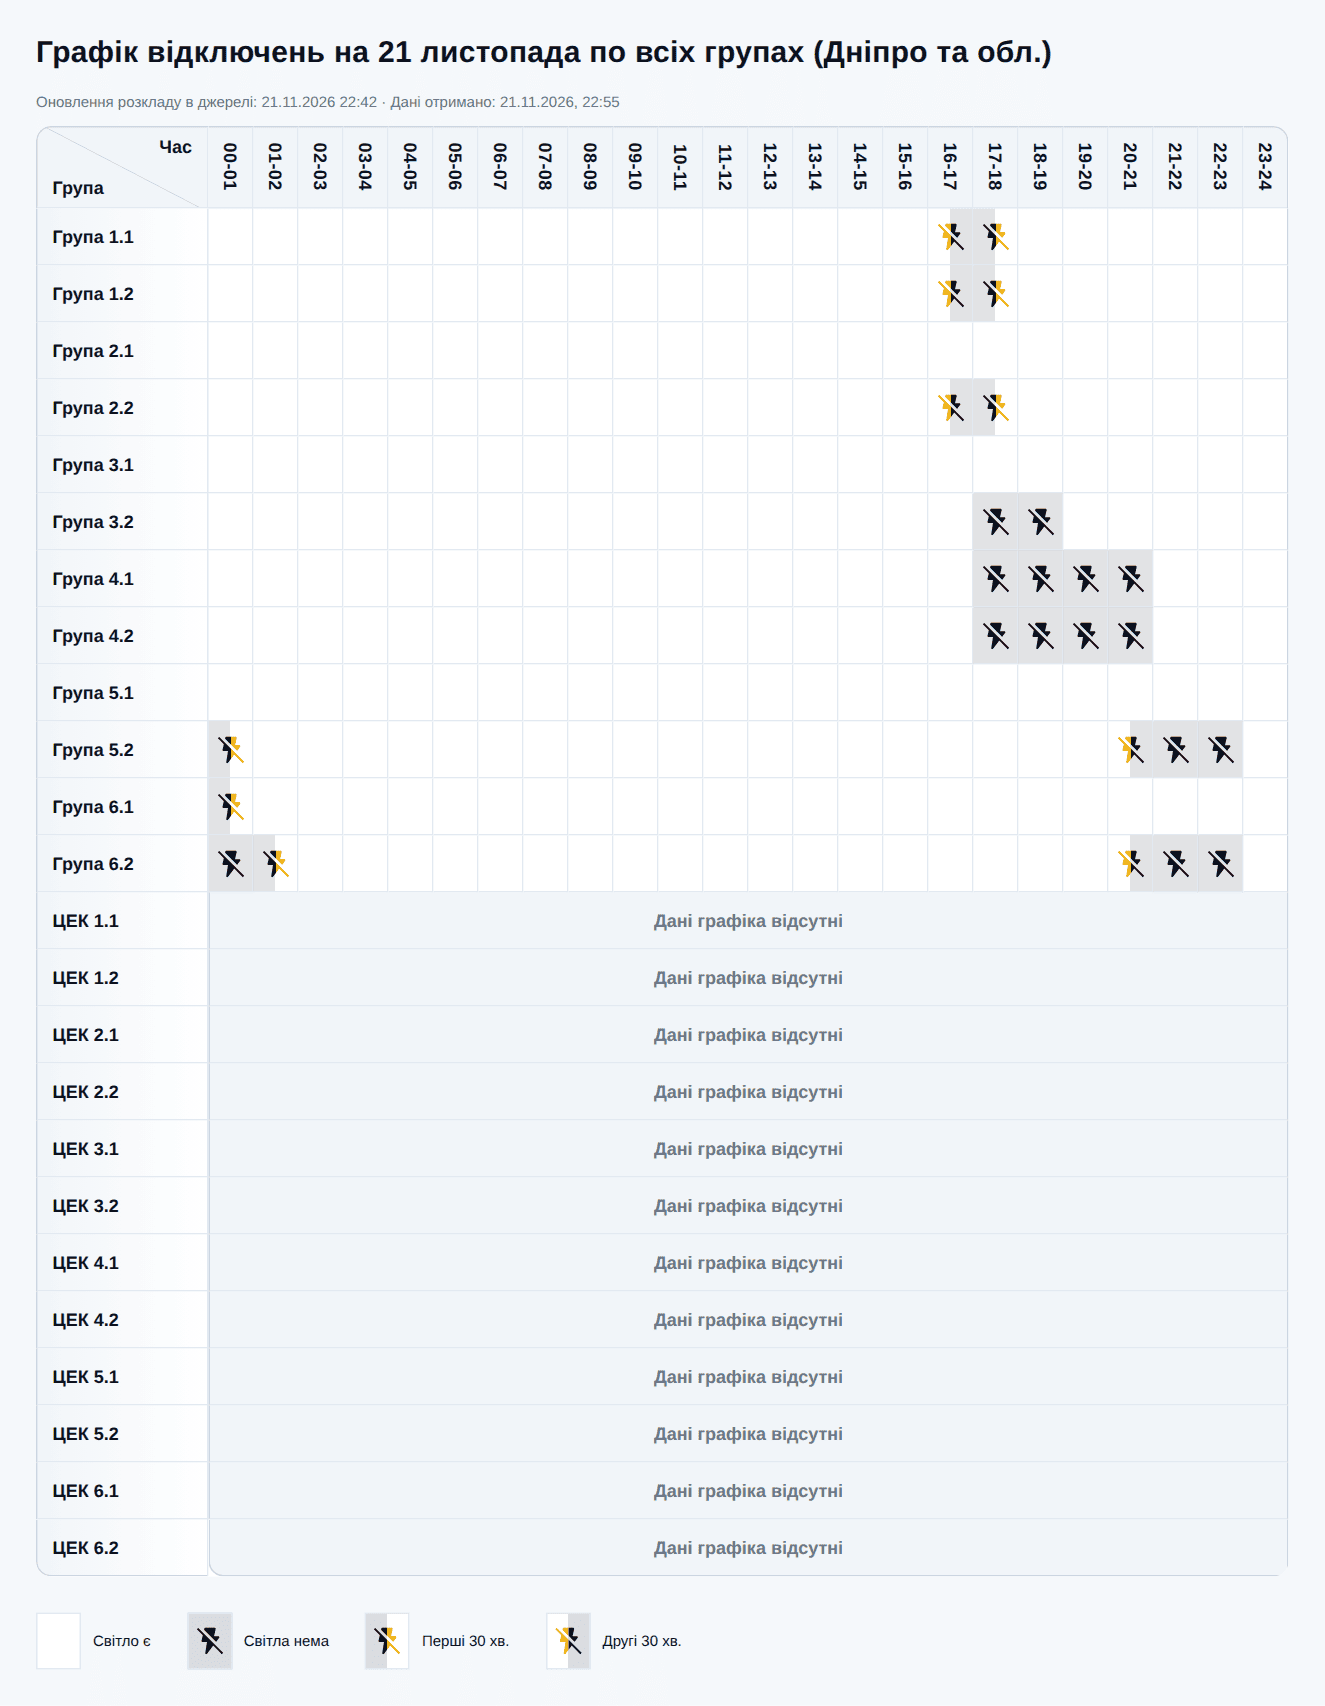 Графік відключень на 21 листопада по всіх групах (Дніпро та обл.)
Оновлення розкладу в джерелі: 21.11.2026 22:42 · Дані отримано: 21.11.2026, 22:55
Час
Група
00-01 01-02 02-03 03-04 04-05 05-06 06-07 07-08 08-09 09-10 10-11 11-12 12-13 13-14 14-15 15-16 16-17 17-18 18-19 19-20 20-21 21-22 22-23 23-24
Група 1.1
Група 1.2
Група 2.1
Група 2.2
Група 3.1
Група 3.2
Група 4.1
Група 4.2
Група 5.1
Група 5.2
Група 6.1
Група 6.2
ЦЕК 1.1 Дані графіка відсутні
ЦЕК 1.2 Дані графіка відсутні
ЦЕК 2.1 Дані графіка відсутні
ЦЕК 2.2 Дані графіка відсутні
ЦЕК 3.1 Дані графіка відсутні
ЦЕК 3.2 Дані графіка відсутні
ЦЕК 4.1 Дані графіка відсутні
ЦЕК 4.2 Дані графіка відсутні
ЦЕК 5.1 Дані графіка відсутні
ЦЕК 5.2 Дані графіка відсутні
ЦЕК 6.1 Дані графіка відсутні
ЦЕК 6.2 Дані графіка відсутні
Світло є Світла нема Перші 30 хв. Другі 30 хв.